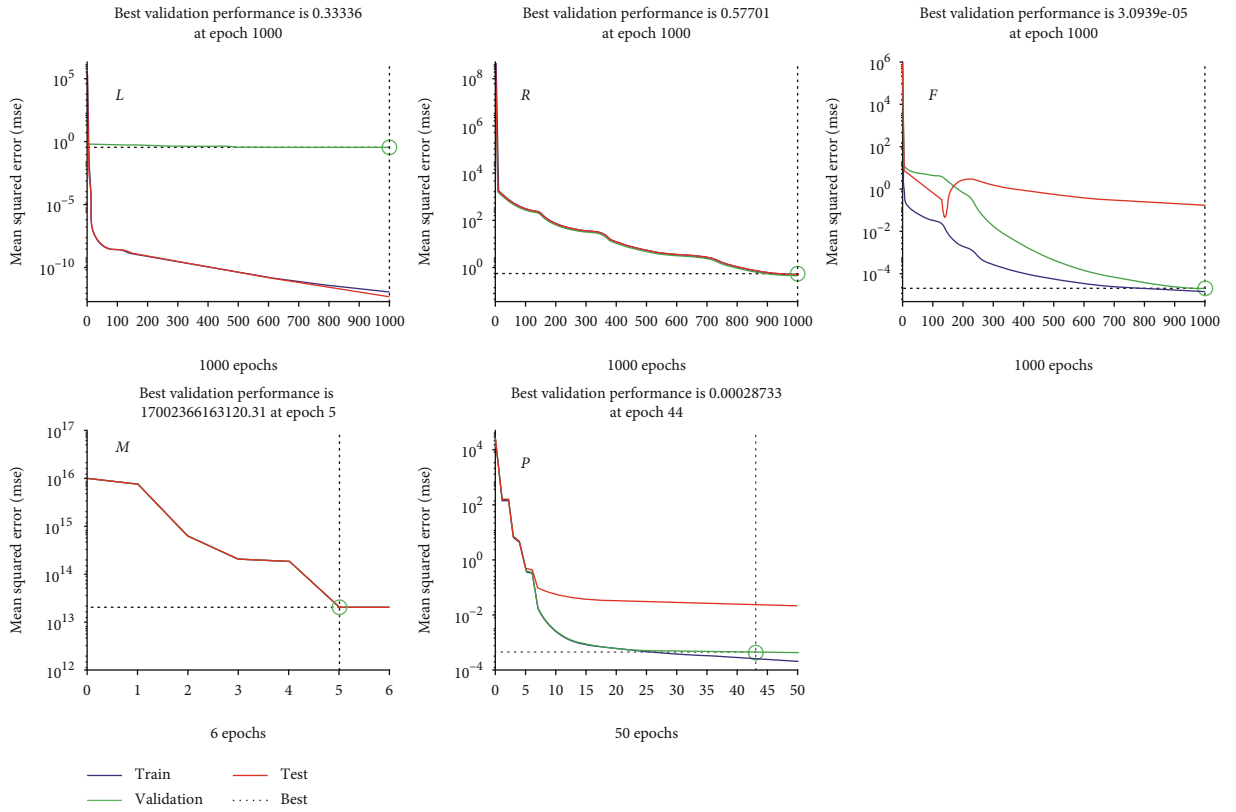 Best validation performance is 0.33336
at epoch 1000
Mean squared error (mse)
10^5
10^0
10^-5
10^-10
L
0 100 200 300 400 500 600 700 800 900 1000
1000 epochs
Best validation performance is 0.57701
at epoch 1000
Mean squared error (mse)
10^8
10^6
10^4
10^2
10^0
R
0 100 200 300 400 500 600 700 800 900 1000
1000 epochs
Best validation performance is 3.0939e-05
at epoch 1000
Mean squared error (mse)
10^6
10^4
10^2
10^0
10^-2
10^-4
F
0 100 200 300 400 500 600 700 800 900 1000
1000 epochs
Best validation performance is
17002366163120.31 at epoch 5
Mean squared error (mse)
10^17
10^16
10^15
10^14
10^13
10^12
M
0 1 2 3 4 5 6
6 epochs
Best validation performance is 0.00028733
at epoch 44
Mean squared error (mse)
10^4
10^2
10^0
10^-2
10^-4
P
0 5 10 15 20 25 30 35 40 45 50
50 epochs
Train
Test
Validation
Best